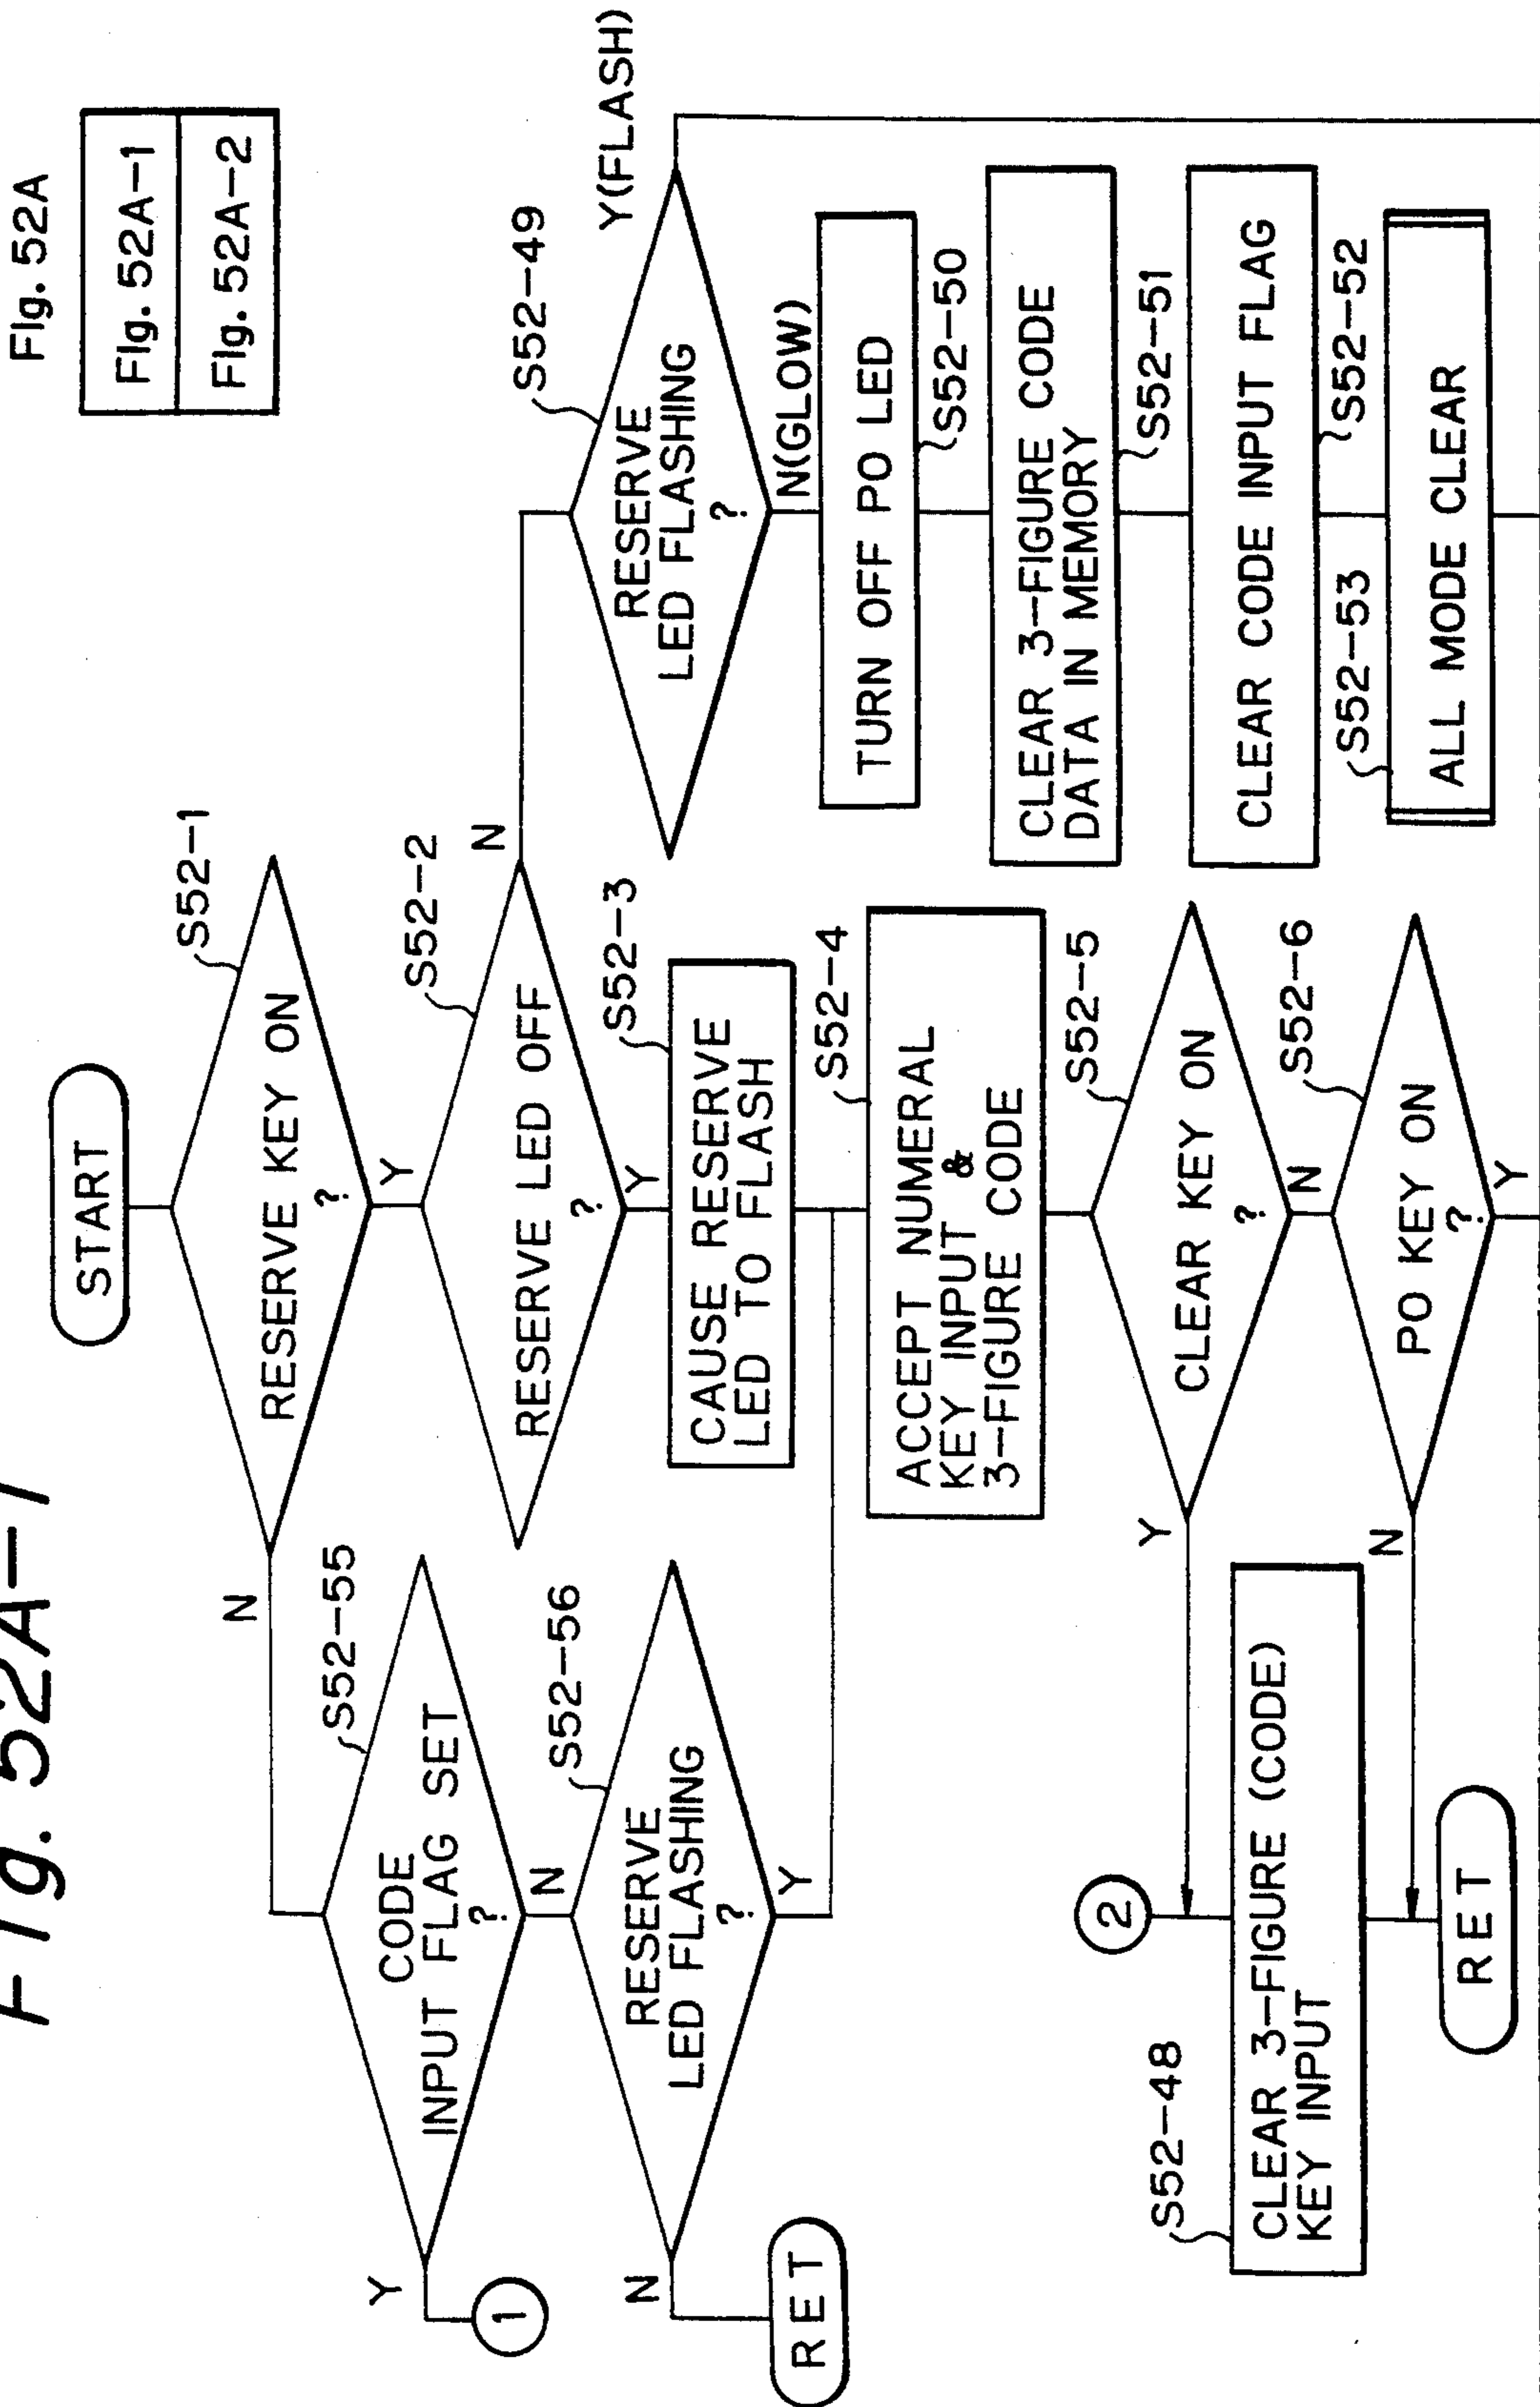 Fig. 52A-1
Fig. 52A
Fig. 52A-1
Fig. 52A-2
START
S52-1
RESERVE KEY ON
?
N
Y
S52-55
CODE
INPUT FLAG SET
?
Y
N
1
S52-56
RESERVE
LED FLASHING
?
N
Y
RET
S52-2
RESERVE LED OFF
?
N
Y
S52-3
CAUSE RESERVE
LED TO FLASH
S52-4
ACCEPT NUMERAL
KEY INPUT &
3-FIGURE CODE
S52-5
CLEAR KEY ON
?
Y
N
S52-6
PO KEY ON
?
N
Y
2
S52-48
CLEAR 3-FIGURE (CODE)
KEY INPUT
RET
S52-49
RESERVE
LED FLASHING
?
Y(FLASH)
N(GLOW)
TURN OFF PO LED
S52-50
CLEAR 3-FIGURE CODE
DATA IN MEMORY
S52-51
CLEAR CODE INPUT FLAG
S52-52
S52-53
ALL MODE CLEAR